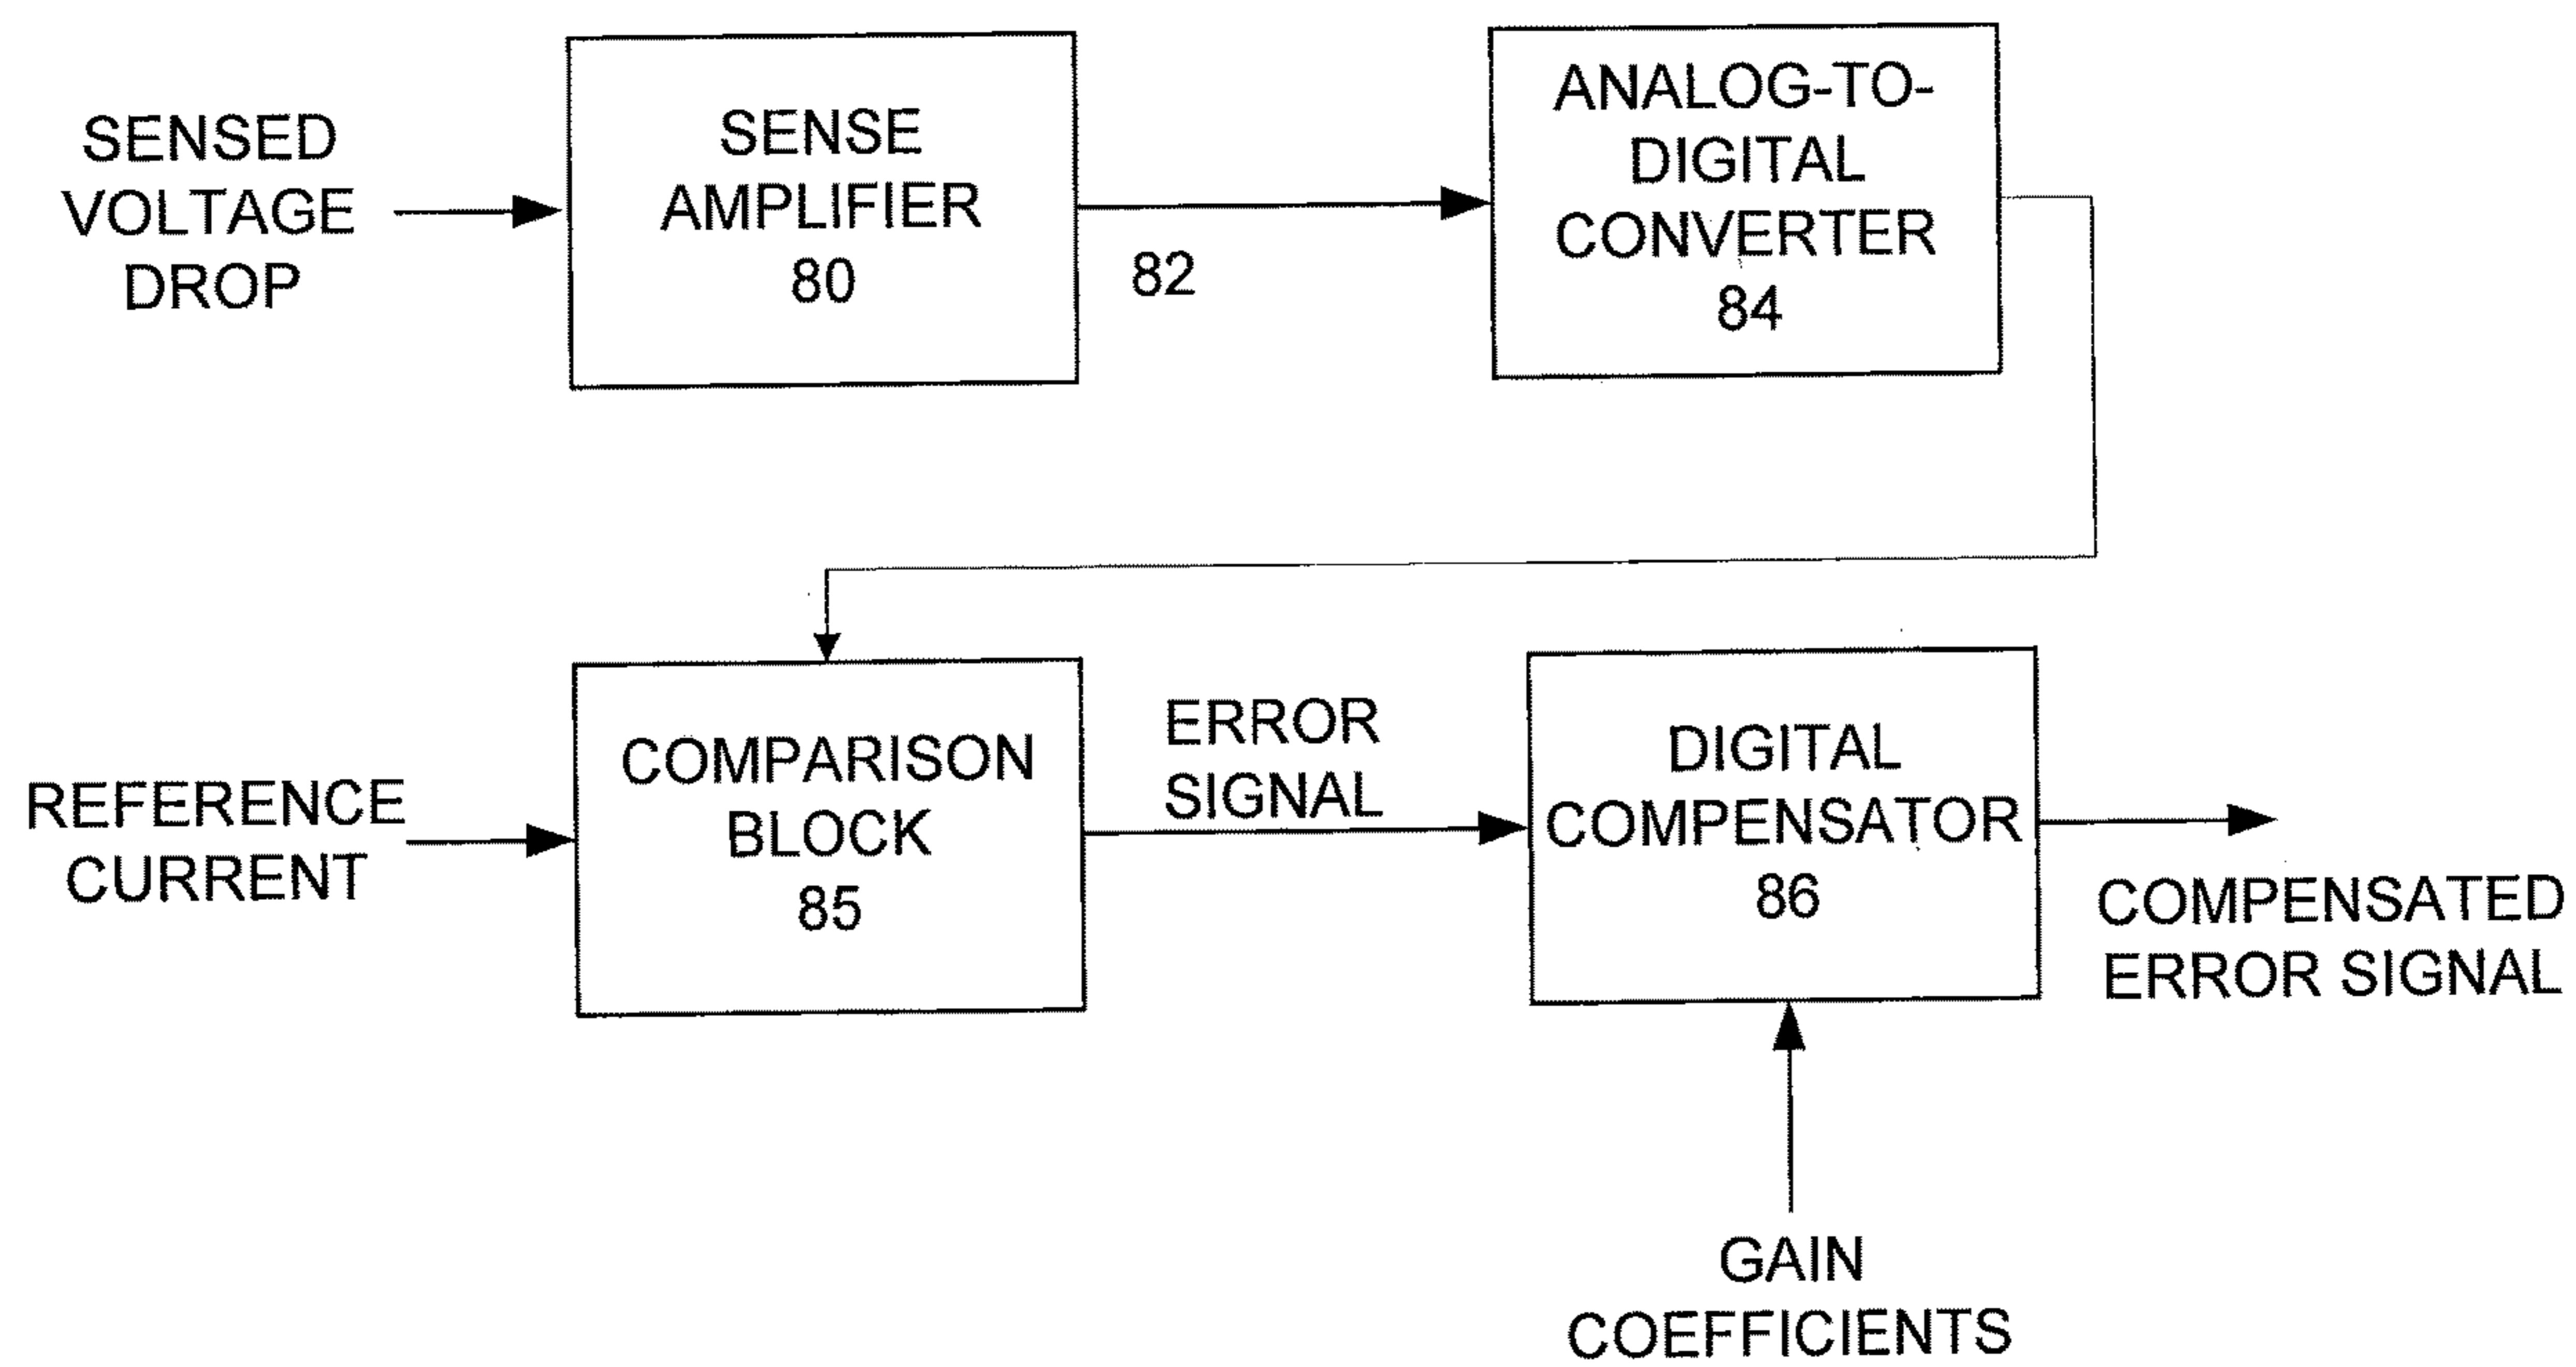 SENSED
VOLTAGE
DROP
SENSE
AMPLIFIER
80
82
ANALOG-TO-
DIGITAL
CONVERTER
84
REFERENCE
CURRENT
COMPARISON
BLOCK
85
ERROR
SIGNAL
DIGITAL
COMPENSATOR
86
COMPENSATED
ERROR SIGNAL
GAIN
COEFFICIENTS